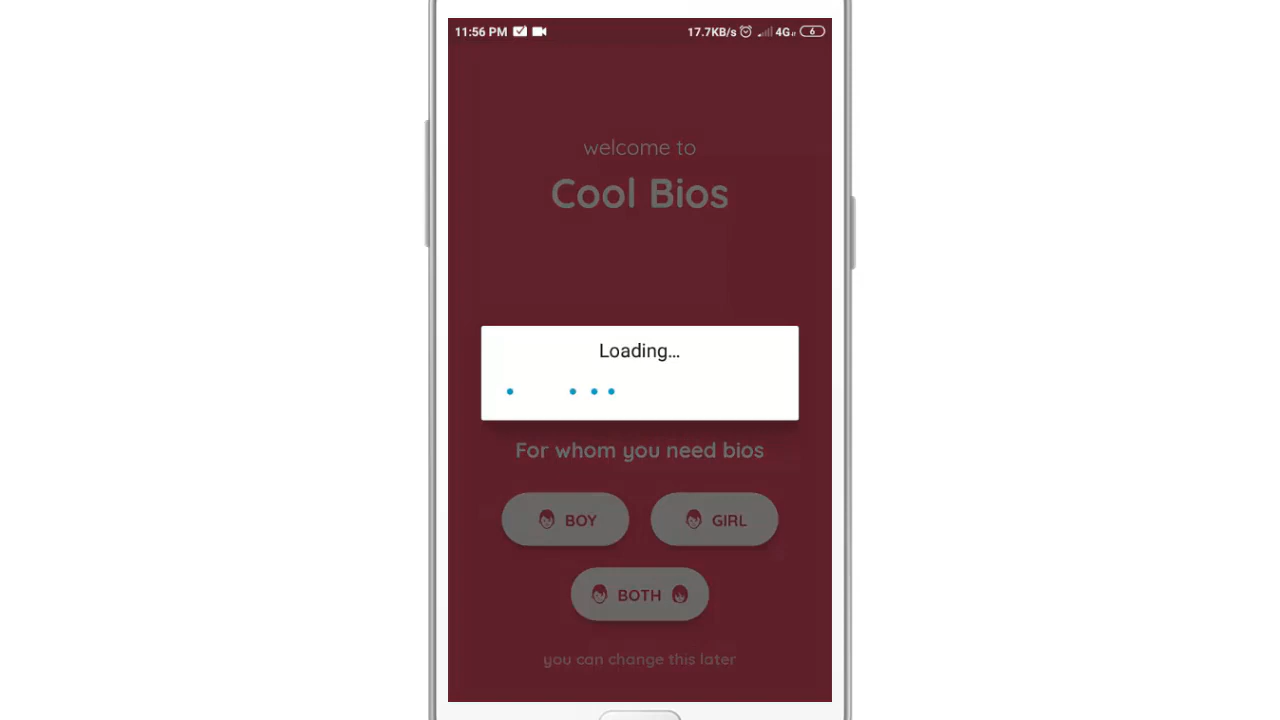 11:56 PM 17.7KB/s 4G 6
welcome to
Cool Bios
Loading...
For whom you need bios
BOY GIRL
BOTH
you can change this later